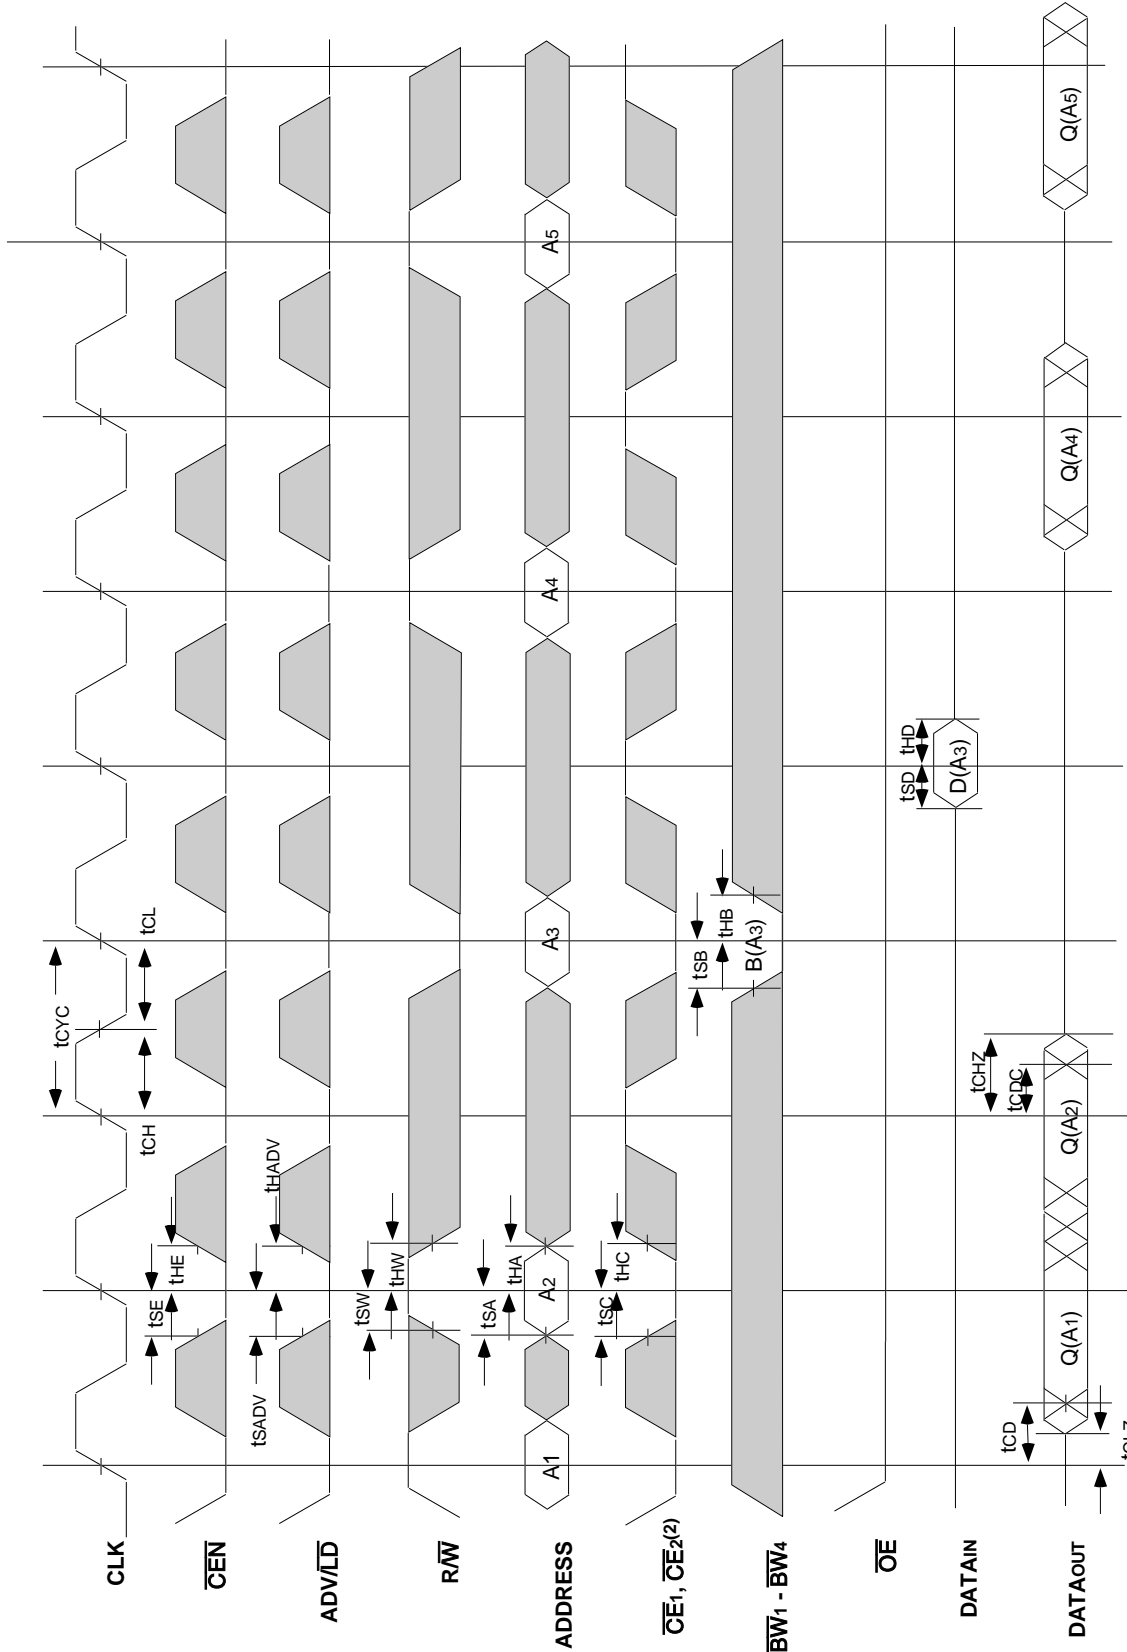 CLK
tCYC
tCH
tCL
CEN
tSE
tHE
ADV/LD
tSADV
tHADV
R/W
tSW
tHW
ADDRESS
A1
A2
A3
A4
A5
tSA
tHA
CE1, CE2(2)
tSC
tHC
BW1 - BW4
tSB
tHB
B(A3)
OE
DATAIN
tSD
tHD
D(A3)
DATAOUT
tCD
tCHZ
tCDC
Q(A1)
Q(A2)
Q(A4)
Q(A5)